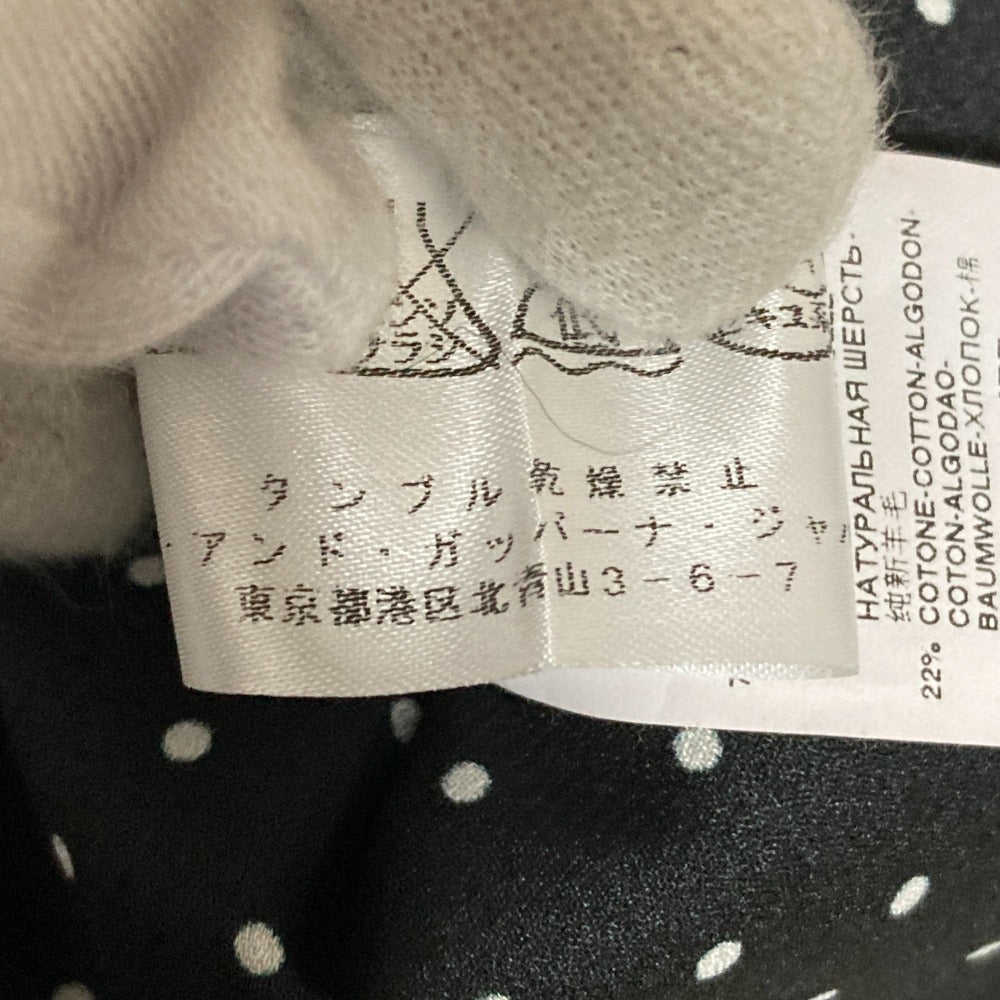 タンブル乾燥禁止
・アンド・ガッバーナ・ジャ
東京都港区北青山3-6-7
НАТУРАЛЬНАЯ ШЕРСТЬ-
纯新羊毛
22% COTONE-COTTON-ALGODON-
COTON-ALGODAO-
BAUMWOLLE-ХЛОПОК-棉